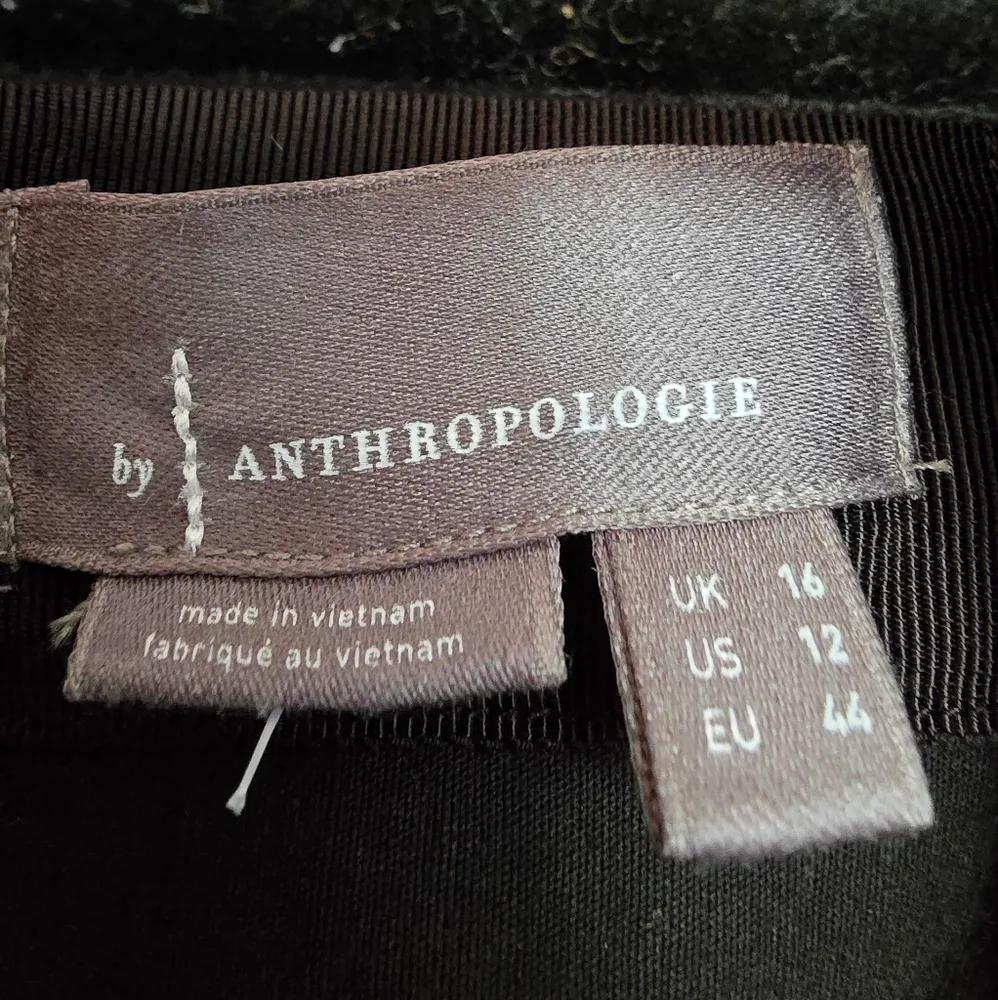 by ANTHROPOLOGIE
made in vietnam
fabriqué au vietnam
UK 16
US 12
EU 44